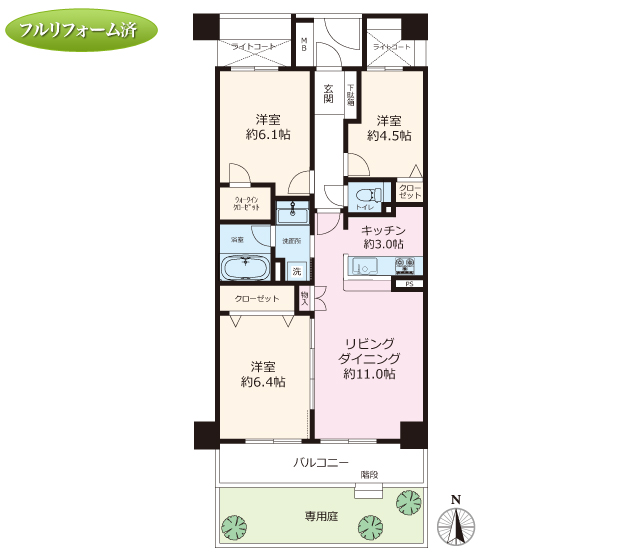 フルリフォーム済
ライトコート
MB
ライトコート
玄関
下駄箱
洋室
約6.1帖
洋室
約4.5帖
ウォークイン
クローゼット
クロー
ゼット
トイレ
浴室
洗面所
洗
キッチン
約3.0帖
PS
クローゼット
物入
リビング
ダイニング
約11.0帖
洋室
約6.4帖
バルコニー
階段
専用庭
N